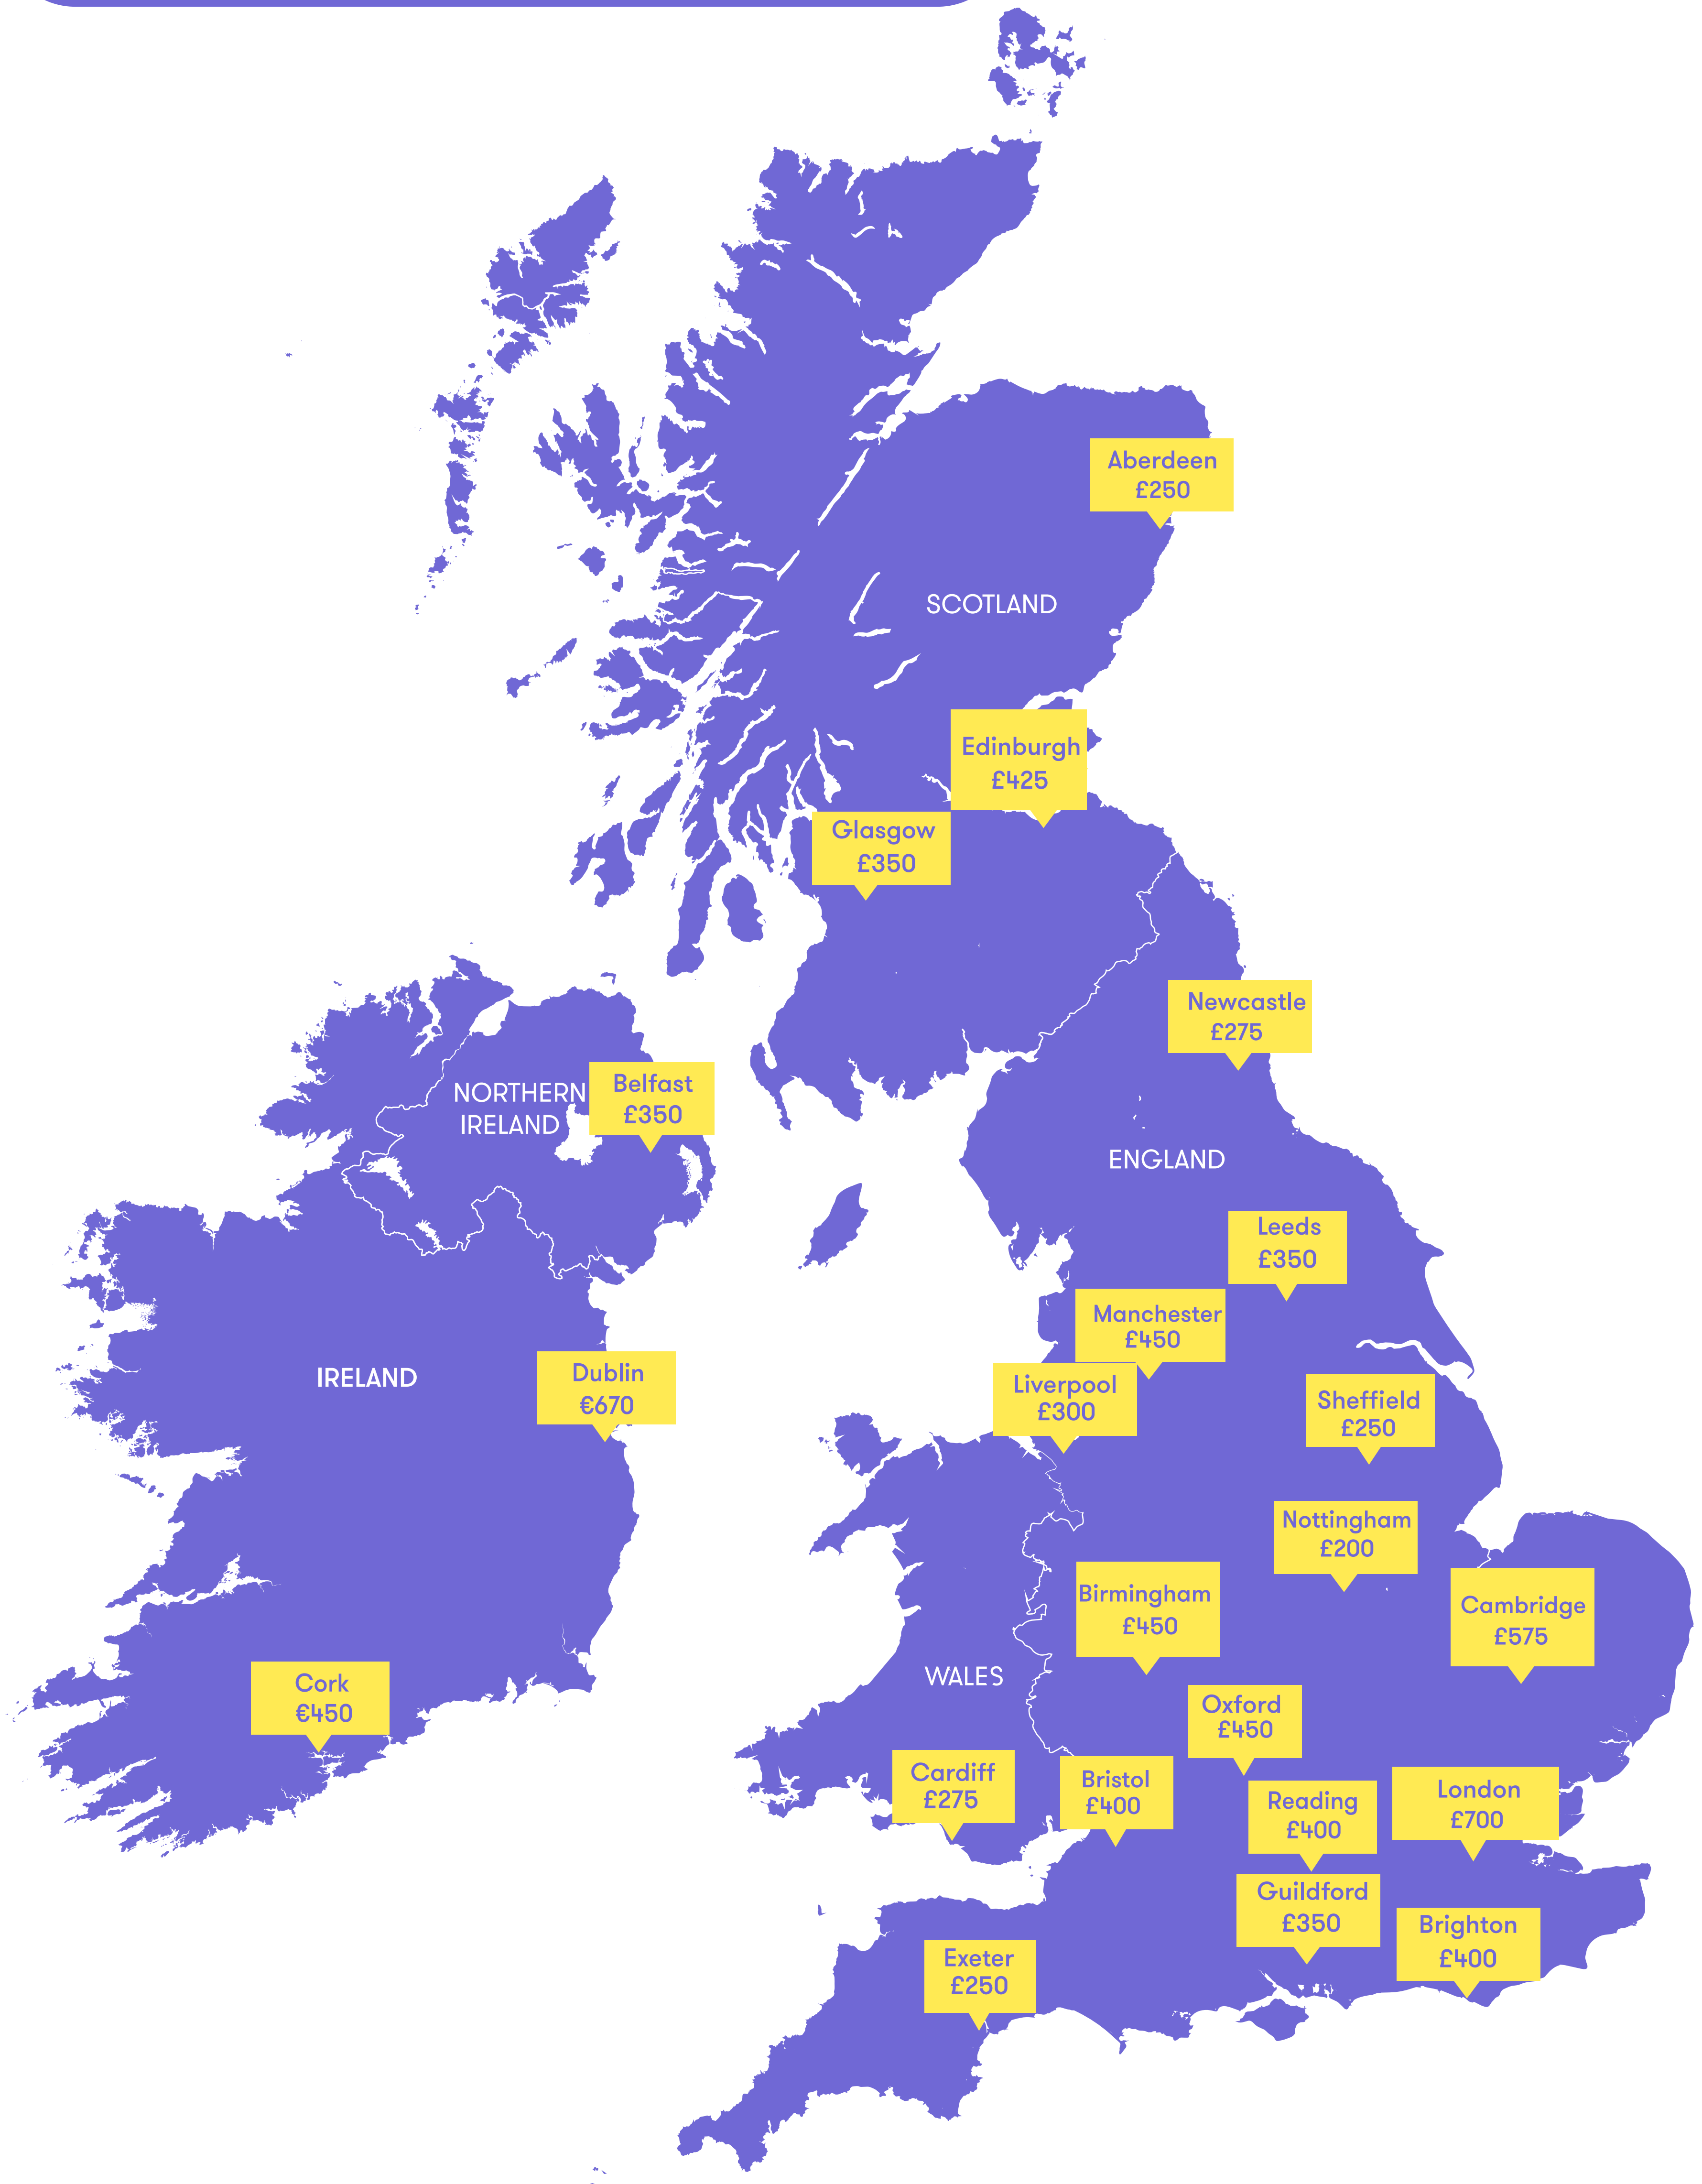 Aberdeen
£250
SCOTLAND
Edinburgh
£425
Glasgow
£350
Newcastle
£275
NORTHERN
IRELAND
Belfast
£350
ENGLAND
Leeds
£350
Manchester
£450
IRELAND
Dublin
€670
Liverpool
£300
Sheffield
£250
Nottingham
£200
Birmingham
£450
Cambridge
£575
WALES
Cork
€450
Oxford
£450
Cardiff
£275
Bristol
£400
Reading
£400
London
£700
Guildford
£350
Brighton
£400
Exeter
£250